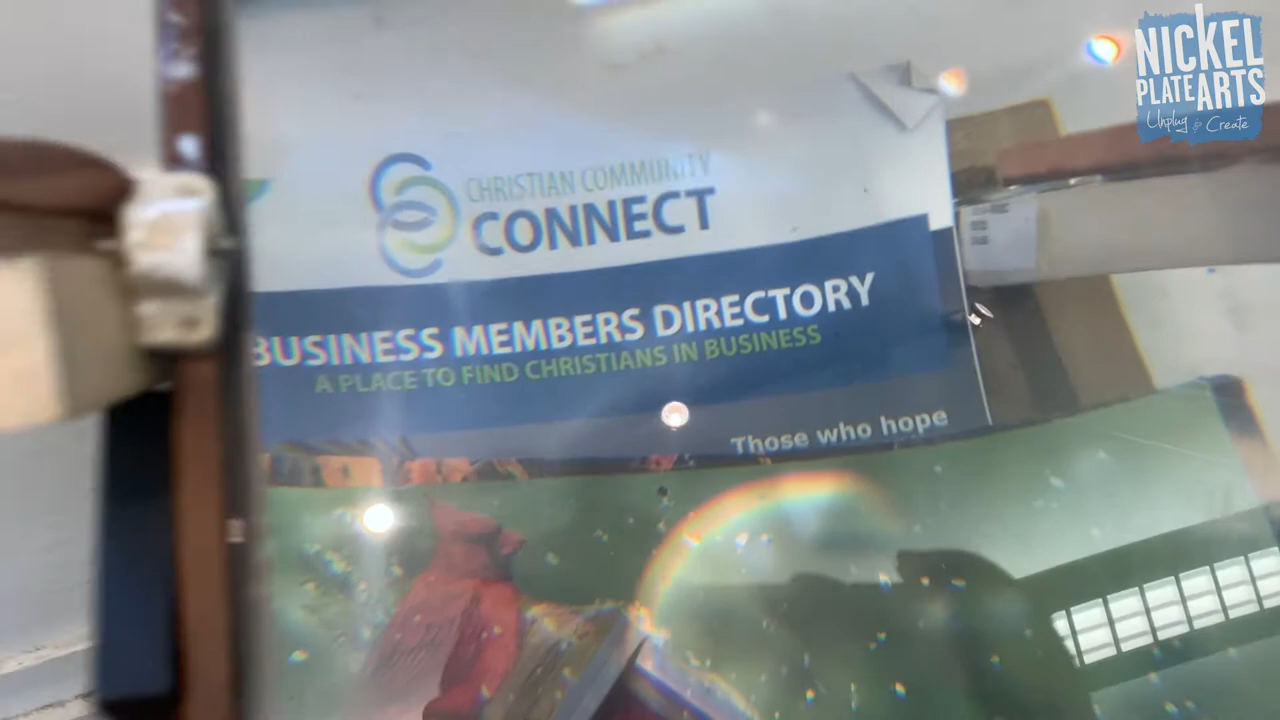 NICKEL
PLATE ARTS
Unplug & Create
CHRISTIAN COMMUNITY
CONNECT
BUSINESS MEMBERS DIRECTORY
A PLACE TO FIND CHRISTIANS IN BUSINESS
Those who hope